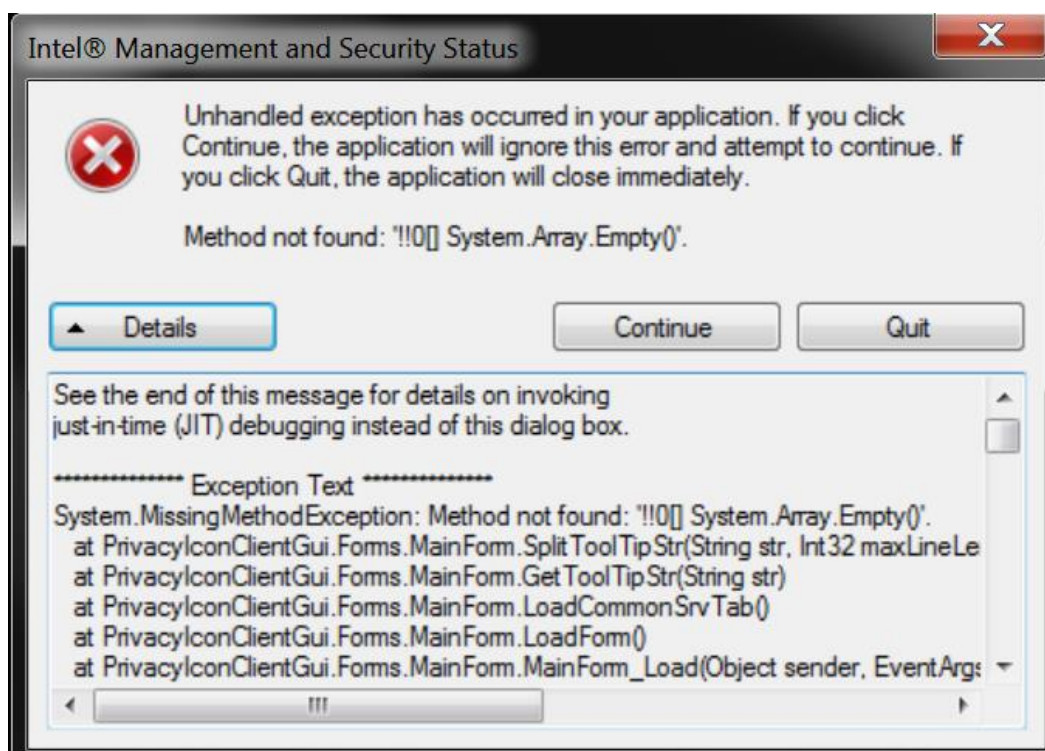 Intel® Management and Security Status
X
Unhandled exception has occurred in your application. If you click
Continue, the application will ignore this error and attempt to continue. If
you click Quit, the application will close immediately.
Method not found: '!!0[] System.Array.Empty()'.
Details
Continue
Quit
See the end of this message for details on invoking
just-in-time (JIT) debugging instead of this dialog box.
************** Exception Text **************
System.MissingMethodException: Method not found: '!!0[] System.Array.Empty()'.
at PrivacyIconClientGui.Forms.MainForm.SplitToolTipStr(String str, Int32 maxLineLe
at PrivacyIconClientGui.Forms.MainForm.GetToolTipStr(String str)
at PrivacyIconClientGui.Forms.MainForm.LoadCommonSrvTab()
at PrivacyIconClientGui.Forms.MainForm.LoadForm()
at PrivacyIconClientGui.Forms.MainForm.MainForm_Load(Object sender, EventArgs